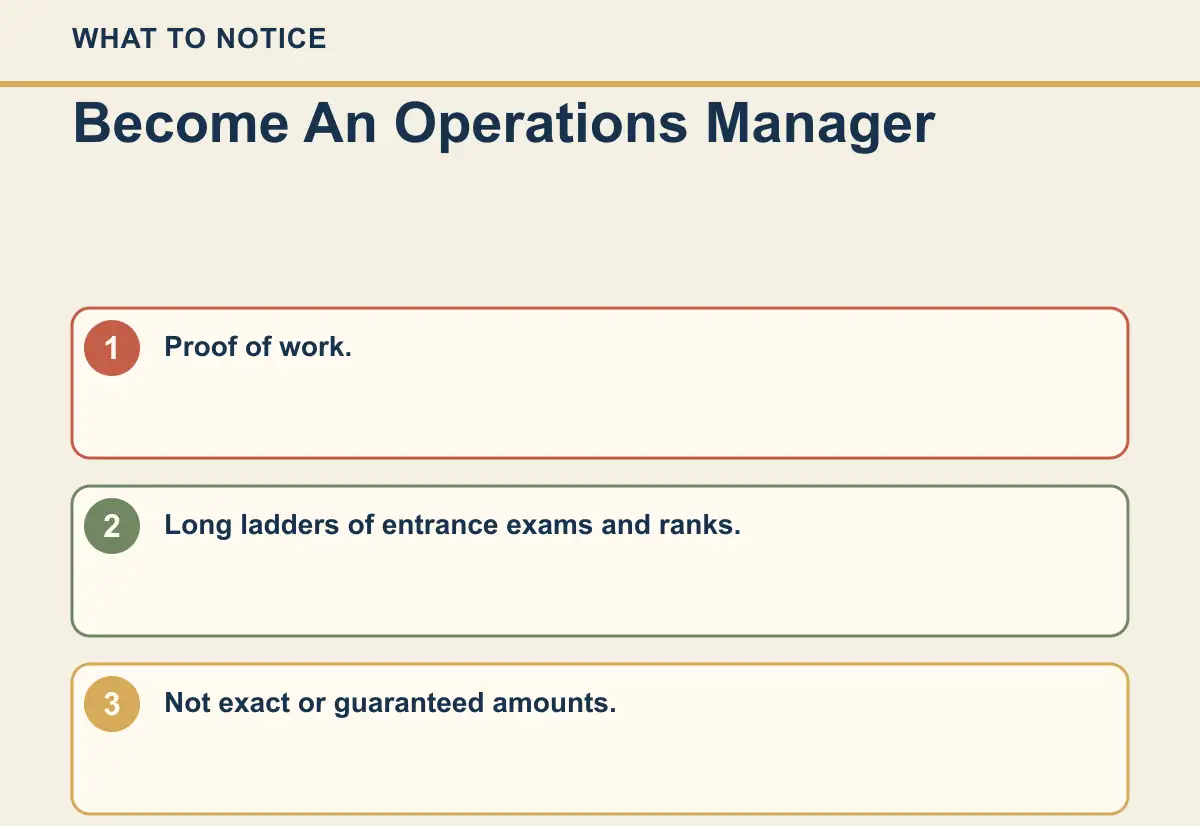 WHAT TO NOTICE
Become An Operations Manager
1 Proof of work.
2 Long ladders of entrance exams and ranks.
3 Not exact or guaranteed amounts.